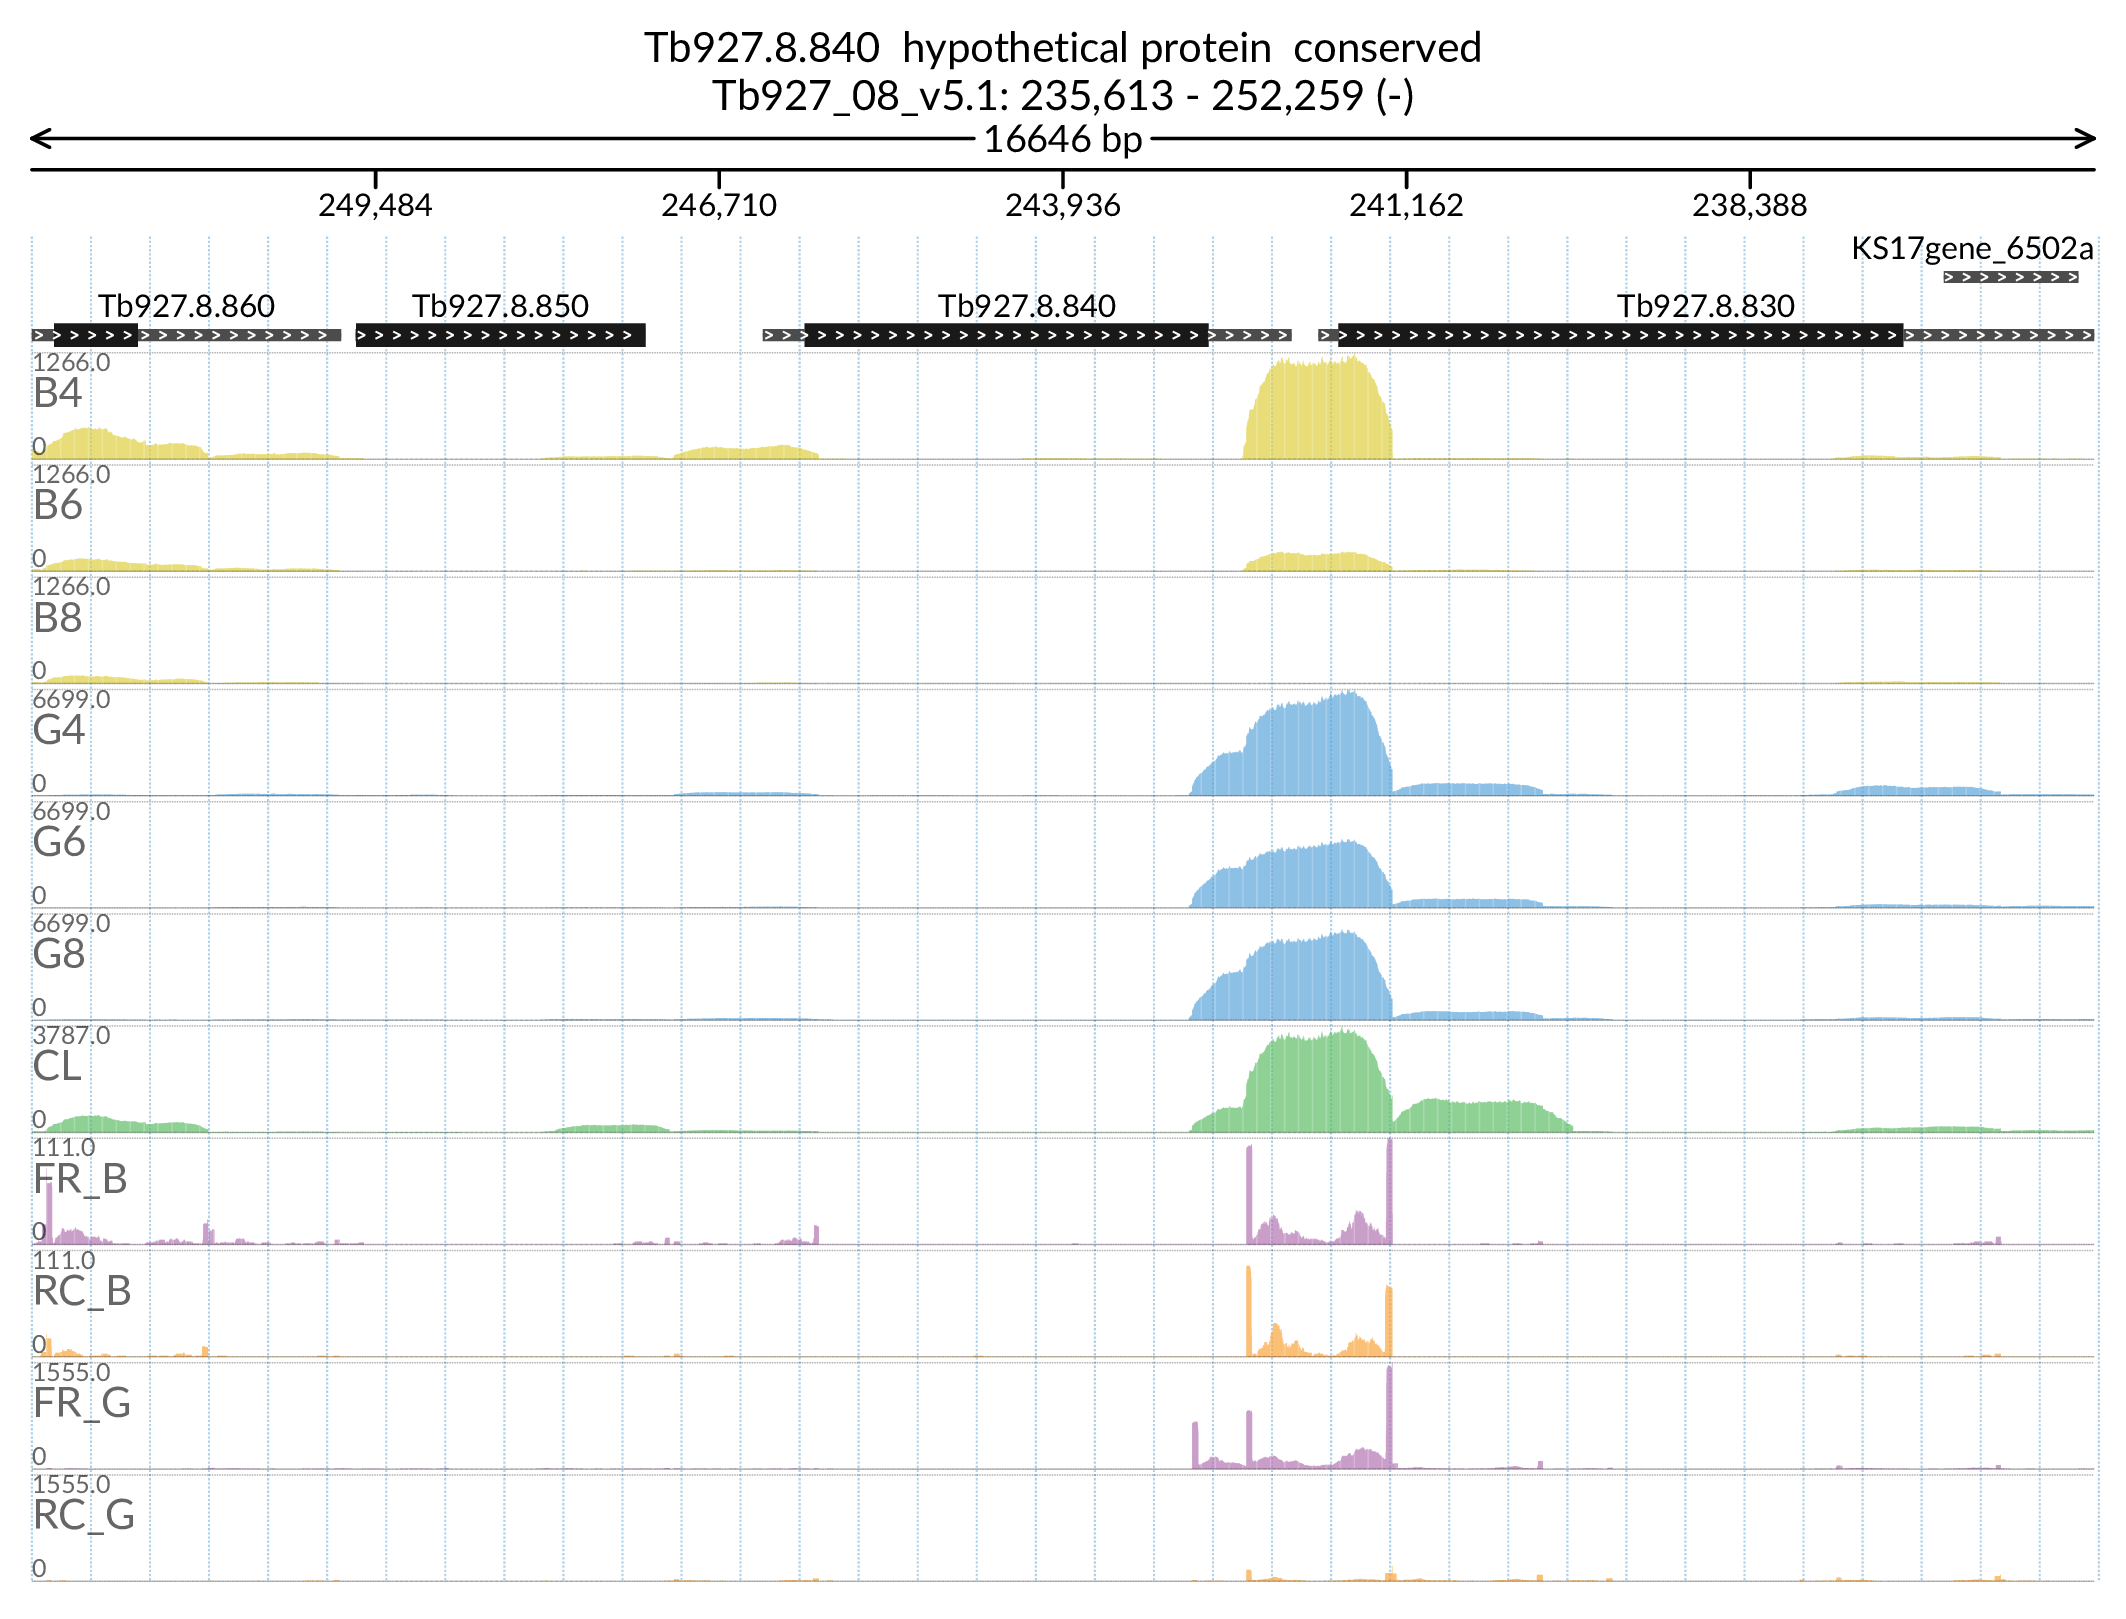 Tb927.8.840  hypothetical protein  conserved
Tb927_08_v5.1: 235,613 - 252,259 (-)
16646 bp
249,484 246,710 243,936 241,162 238,388
KS17gene_6502a
Tb927.8.860 Tb927.8.850 Tb927.8.840 Tb927.8.830
1266.0
B4
0
1266.0
B6
0
1266.0
B8
0
6699.0
G4
0
6699.0
G6
0
6699.0
G8
0
3787.0
CL
0
111.0
FR_B
0
111.0
RC_B
0
1555.0
FR_G
0
1555.0
RC_G
0